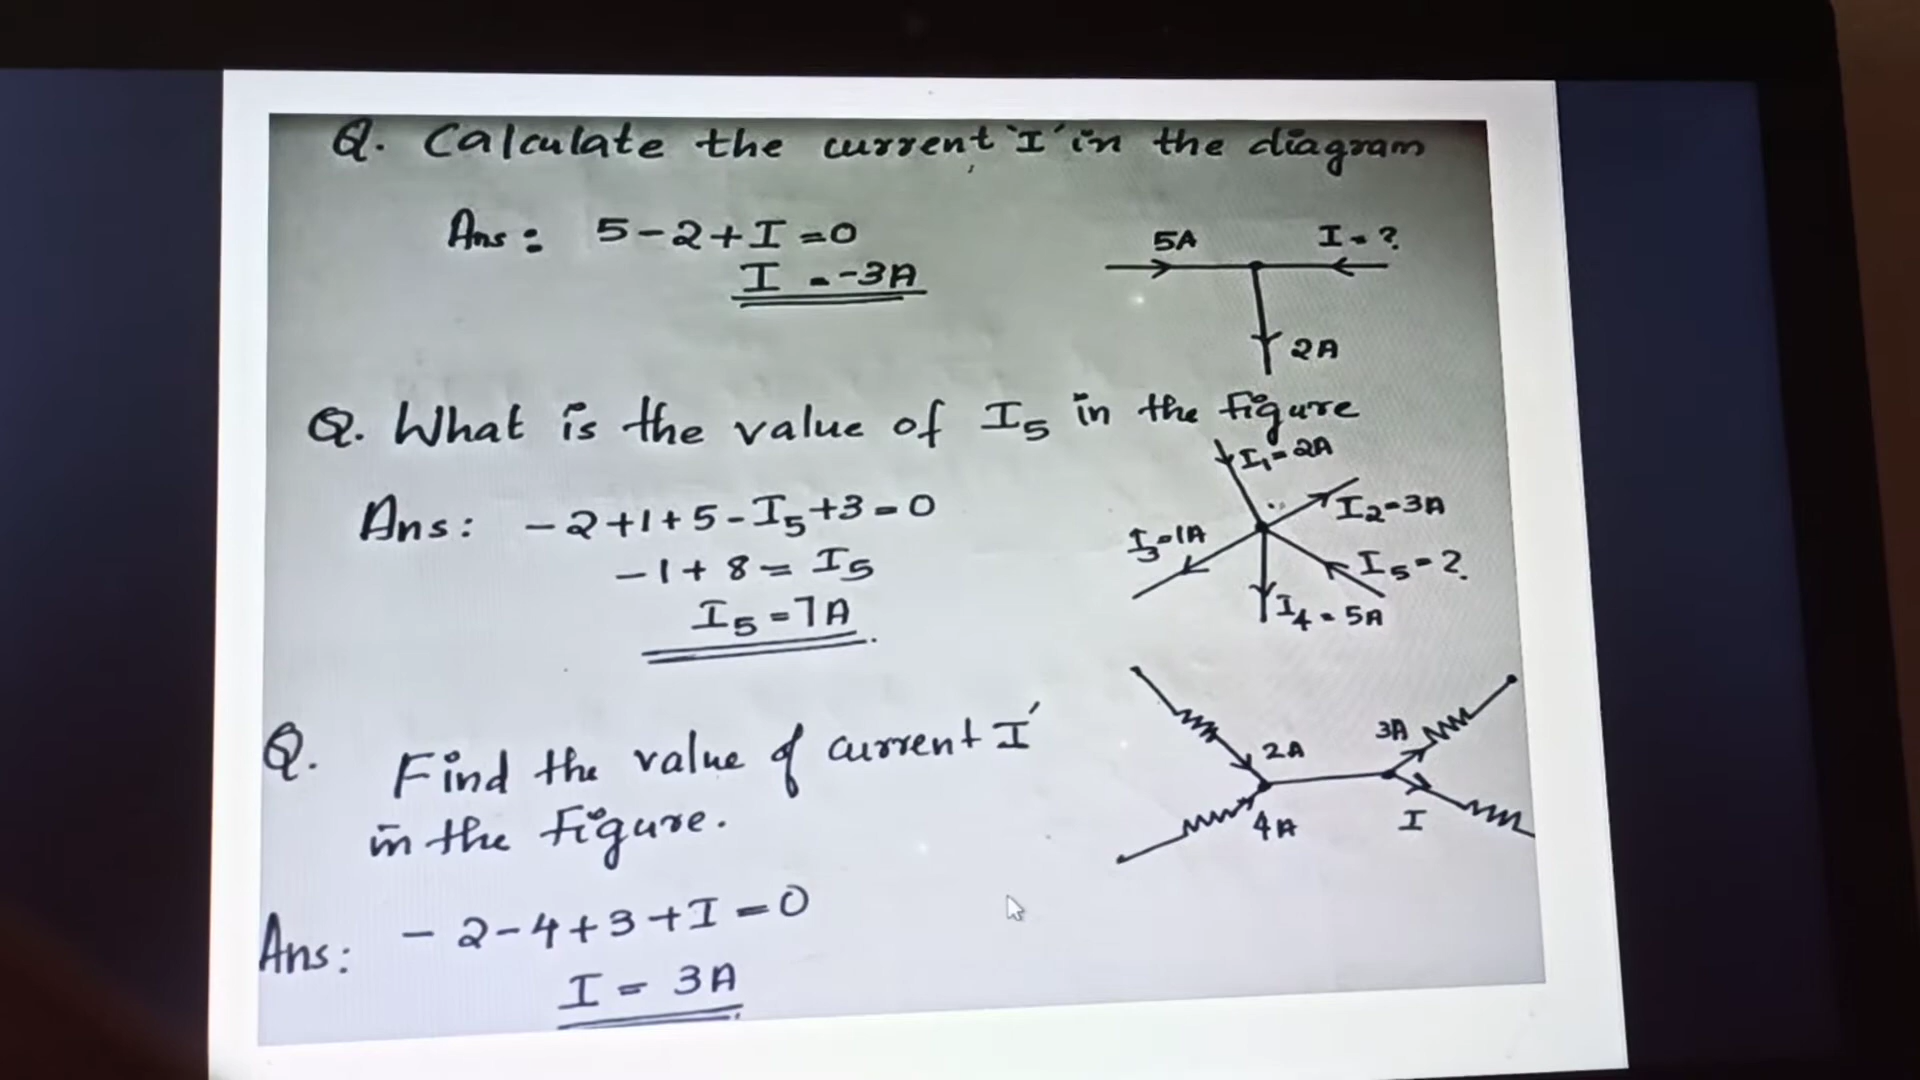 Q. Calculate the current 'I' in the diagram
Ans: 5-2+I=0
I = -3A
5A
I = ?
2A
Q. What is the value of I₅ in the figure
Ans: -2+1+5-I₅+3=0
-1+8=I₅
I₅=7A
I₁=2A
I₂=3A
I₃=1A
I₅=?
I₄=5A
Q. Find the value of current I'
in the figure.
Ans: -2-4+3+I=0
I = 3A
2A
3A
4A
I